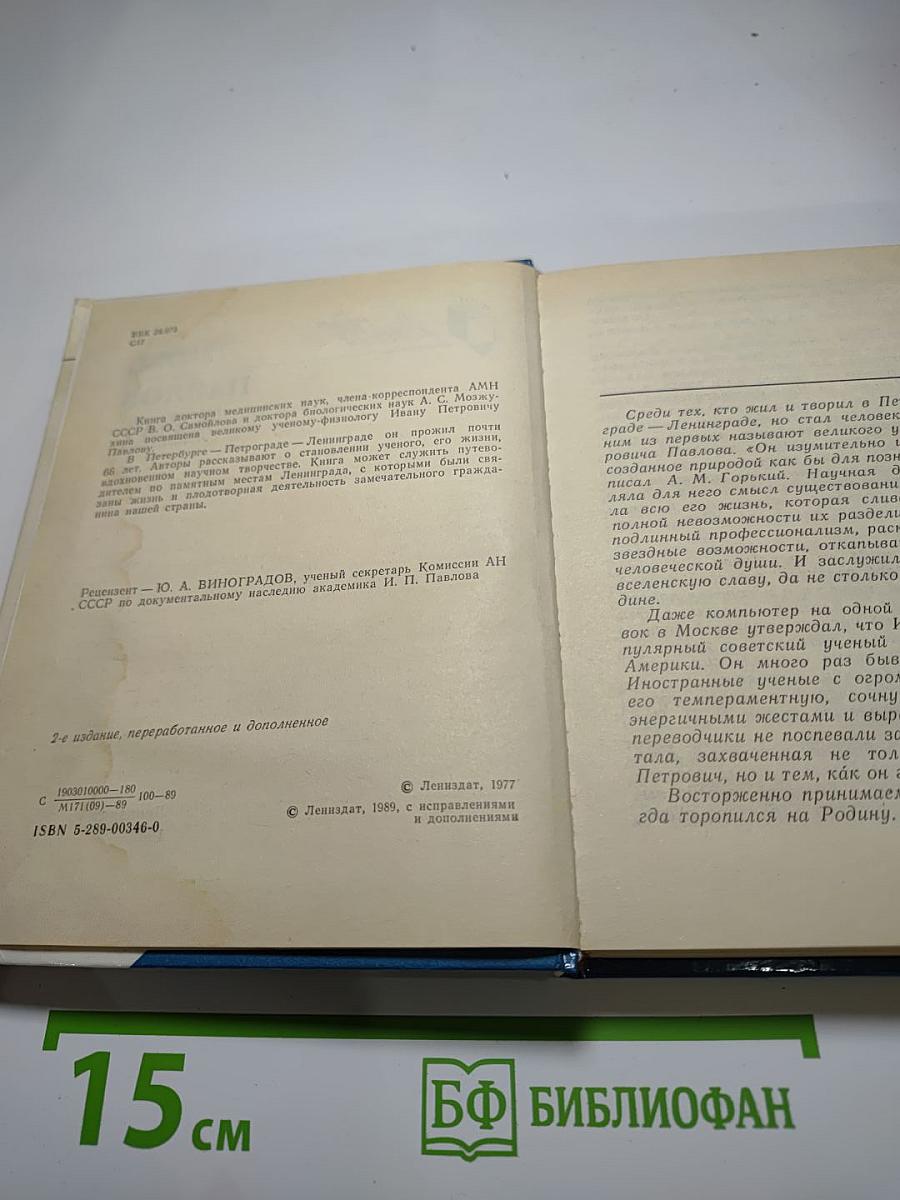 ББК 28.073
С17
Книга доктора медицинских наук, члена-корреспондента АМН
СССР В. О. Самойлова и доктора биологических наук А. С. Мозжу-
хина посвящена великому ученому-физиологу Ивану Петровичу
Павлову.
В Петербурге — Петрограде — Ленинграде он прожил почти
66 лет. Авторы рассказывают о становлении ученого, его жизни,
вдохновенном научном творчестве. Книга может служить путево-
дителем по памятным местам Ленинграда, с которыми были свя-
заны жизнь и плодотворная деятельность замечательного гражда-
нина нашей страны.
Рецензент — Ю. А. ВИНОГРАДОВ, ученый секретарь Комиссии АН
СССР по документальному наследию академика И. П. Павлова
2-е издание, переработанное и дополненное
С 1903010000—180
М171(09)—89 100—89
ISBN 5-289-00346-0
© Лениздат, 1977
© Лениздат, 1989, с исправлениями
и дополнениями
Среди тех, кто жил и творил в Пе
граде — Ленинграде, но стал человек
ним из первых называют великого у
ровича Павлова. «Он изумительно ц
созданное природой как бы для позн
писал А. М. Горький. Научная д
ляла для него смысл существовани
ла всю его жизнь, которая слива
полной невозможности их раздели
подлинный профессионализм, раск
звездные возможности, откапыва
человеческой души. И заслужил
вселенскую славу, да не столько
дине.
Даже компьютер на одной
вок в Москве утверждал, что И
пулярный советский ученый
Америки. Он много раз быв
Иностранные ученые с огром
его темпераментную, сочну
энергичными жестами и выра
переводчики не поспевали за
тала, захваченная не тол
Петрович, но и тем, ка́к он г
Восторженно принимаем
гда торопился на Родину.
15 см
БФ БИБЛИОФАН